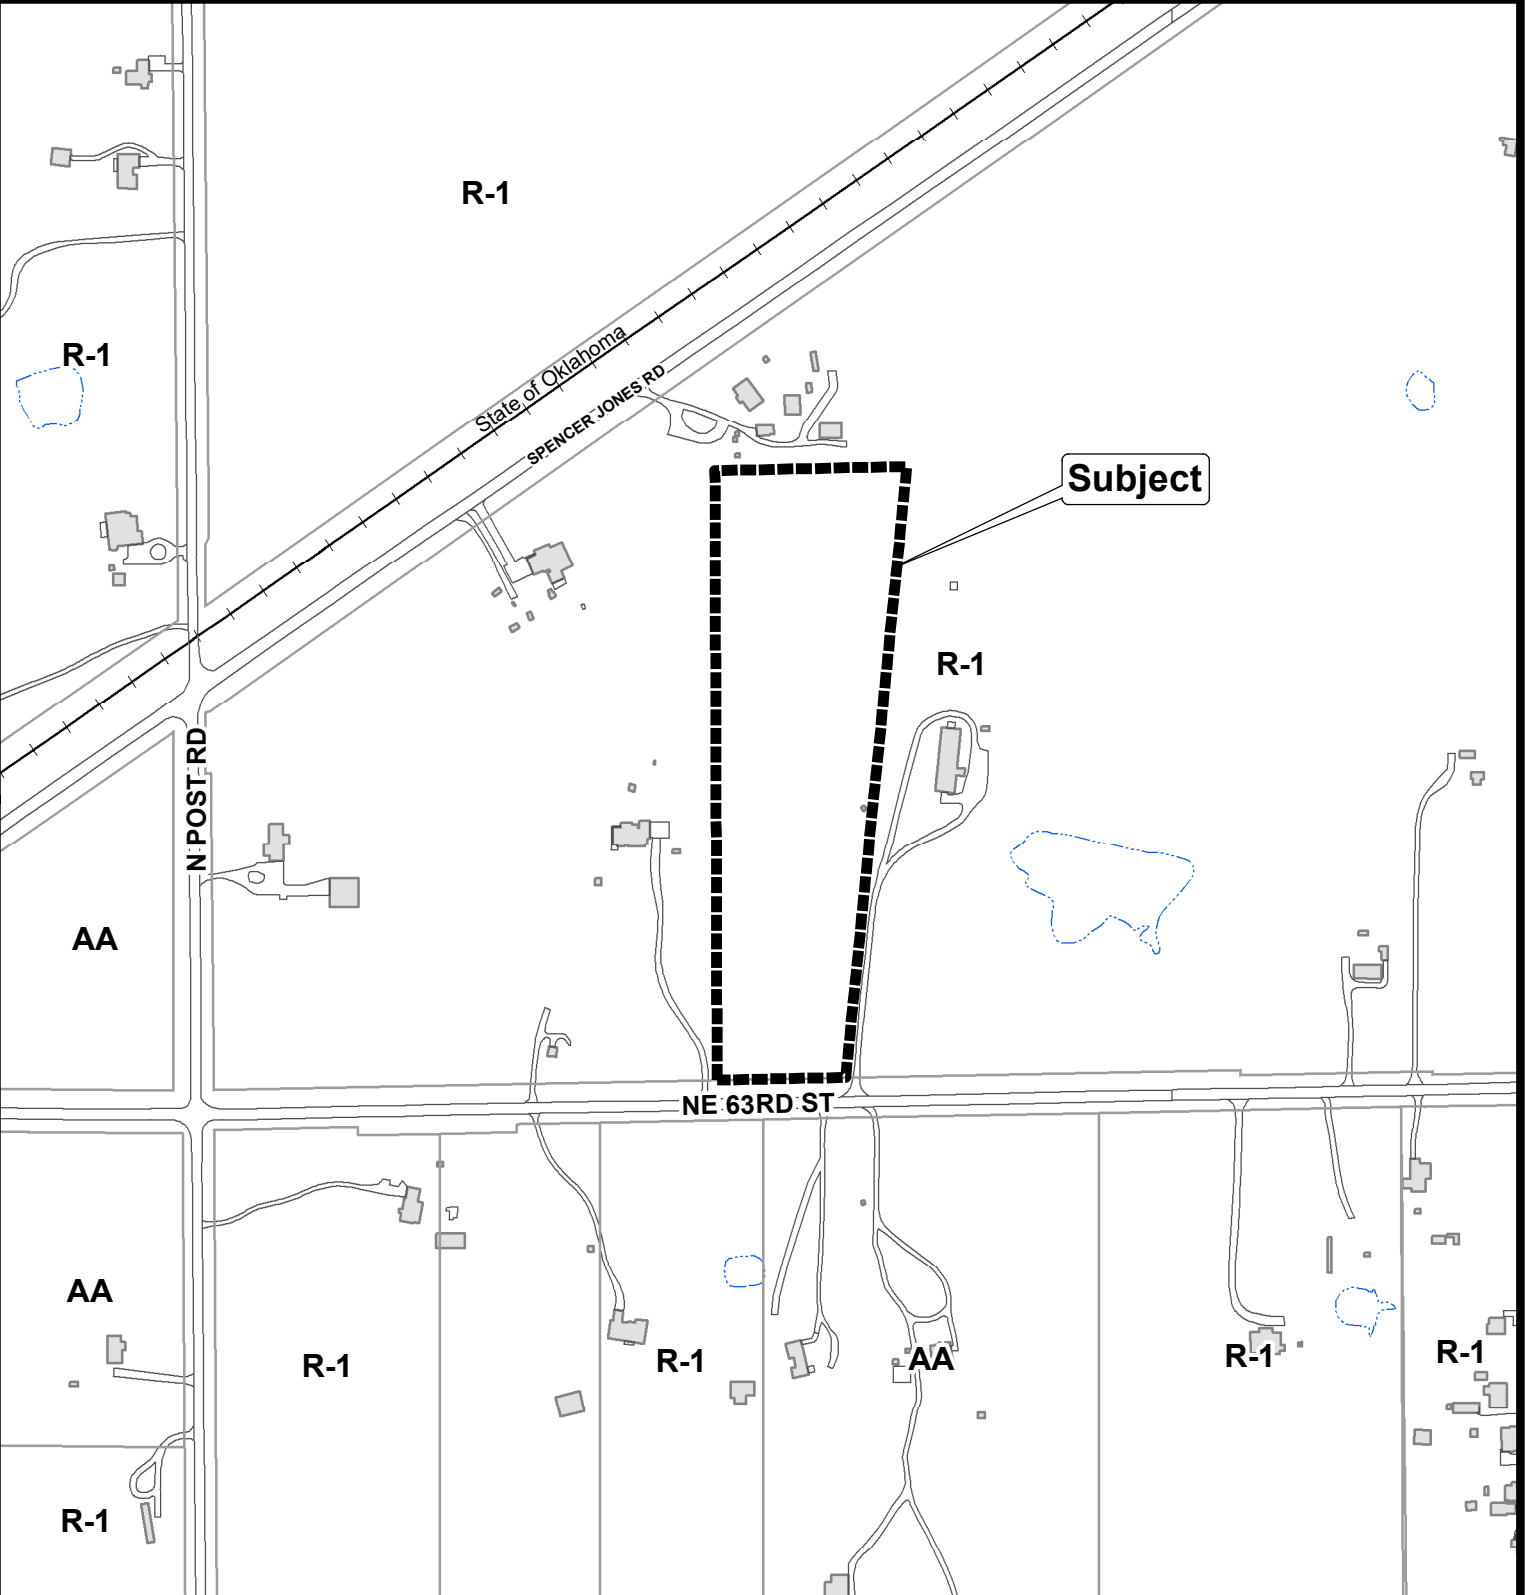 R-1
State of Oklahoma
R-1
SPENCER JONES RD
Subject
R-1
N POST RD
AA
NE 63RD ST
AA
R-1
R-1
AA
R-1
R-1
R-1